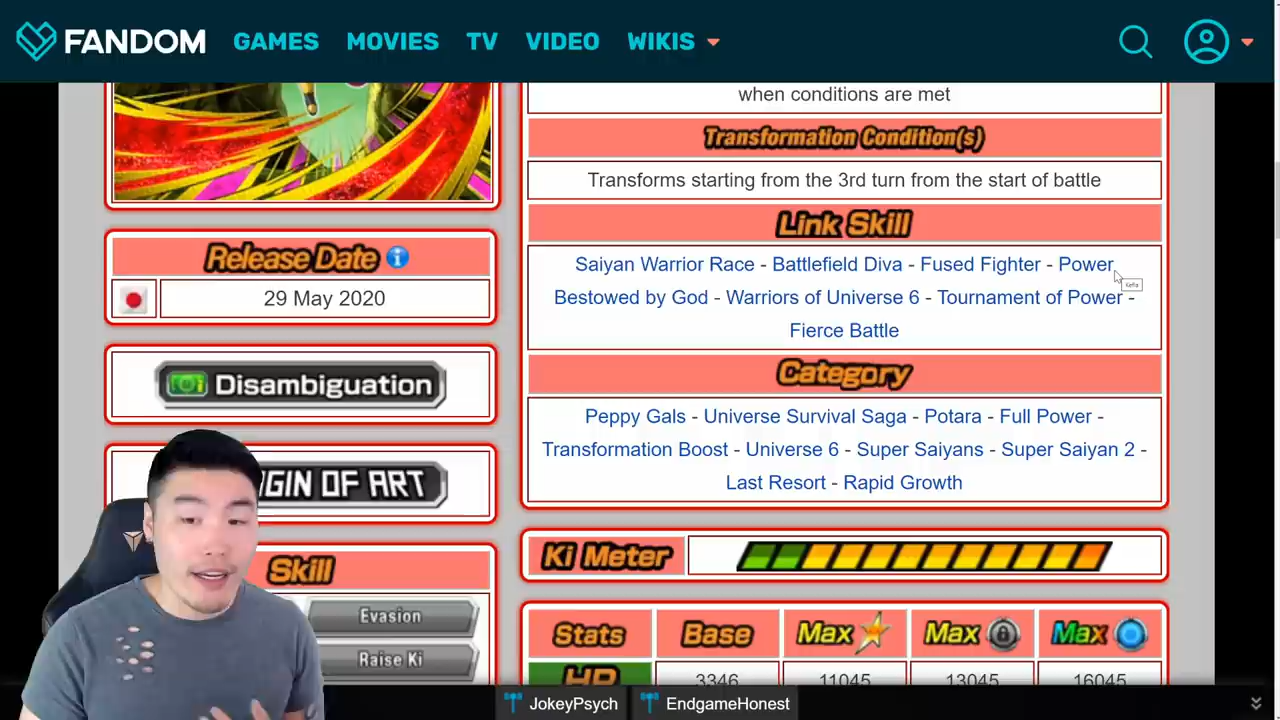 FANDOM GAMES MOVIES TV VIDEO WIKIS
when conditions are met
Transformation Condition(s)
Transforms starting from the 3rd turn from the start of battle
Link Skill
Saiyan Warrior Race - Battlefield Diva - Fused Fighter - Power
Bestowed by God - Warriors of Universe 6 - Tournament of Power -
Fierce Battle
Category
Peppy Gals - Universe Survival Saga - Potara - Full Power -
Transformation Boost - Universe 6 - Super Saiyans - Super Saiyan 2 -
Last Resort - Rapid Growth
Ki Meter
Stats Base Max Max Max
HP 3346 11045 13045 16045
Release Date
29 May 2020
Disambiguation
GIN OF ART
Skill
Evasion
Raise Ki
JokeyPsych EndgameHonest